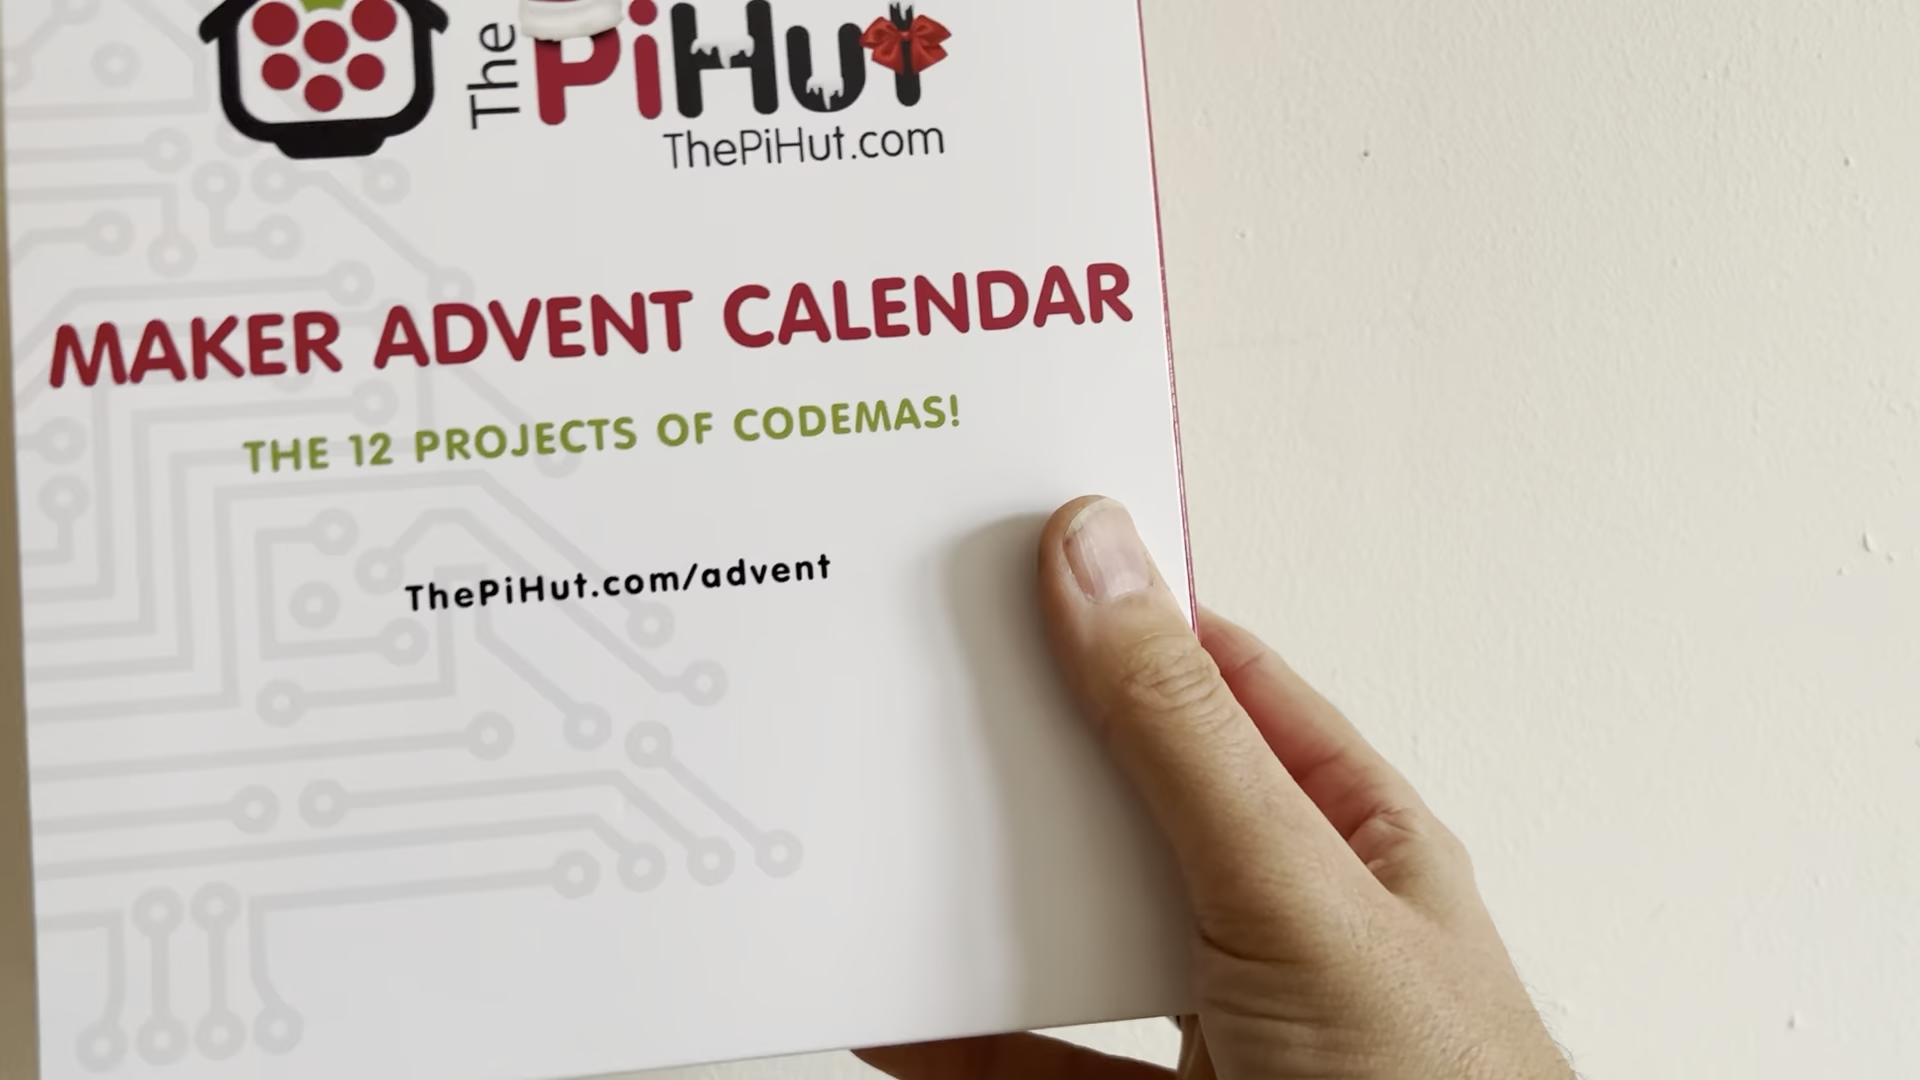 The PiHut
ThePiHut.com
MAKER ADVENT CALENDAR
THE 12 PROJECTS OF CODEMAS!
ThePiHut.com/advent